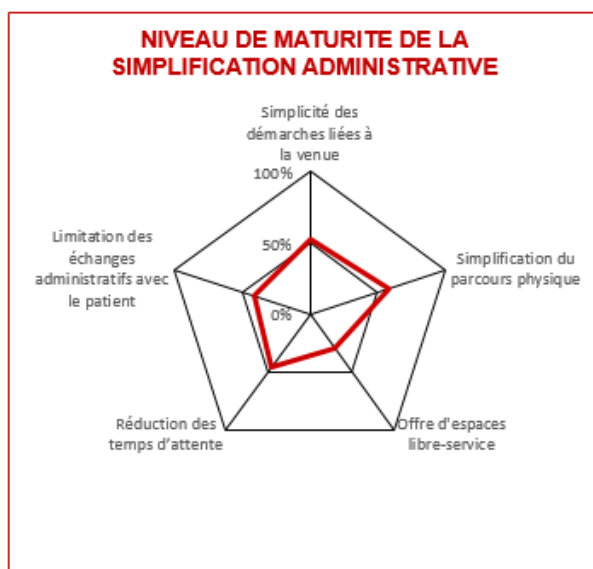 NIVEAU DE MATURITE DE LA
SIMPLIFICATION ADMINISTRATIVE
Simplicité des
démarches liées à
la venue
100%
50%
0%
Simplification du
parcours physique
Offre d'espaces
libre-service
Réduction des
temps d’attente
Limitation des
échanges
administratifs avec
le patient